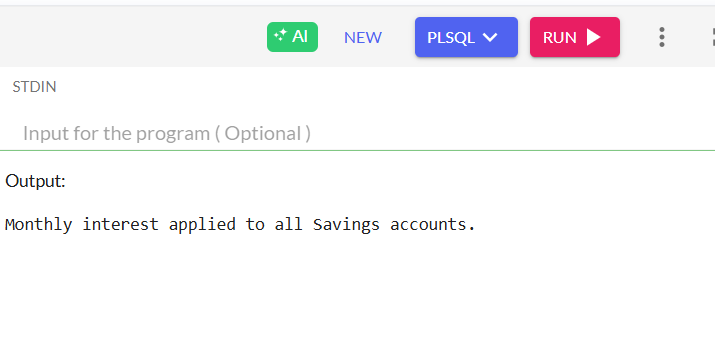 AI NEW PLSQL RUN
STDIN
Input for the program ( Optional )
Output:
Monthly interest applied to all Savings accounts.